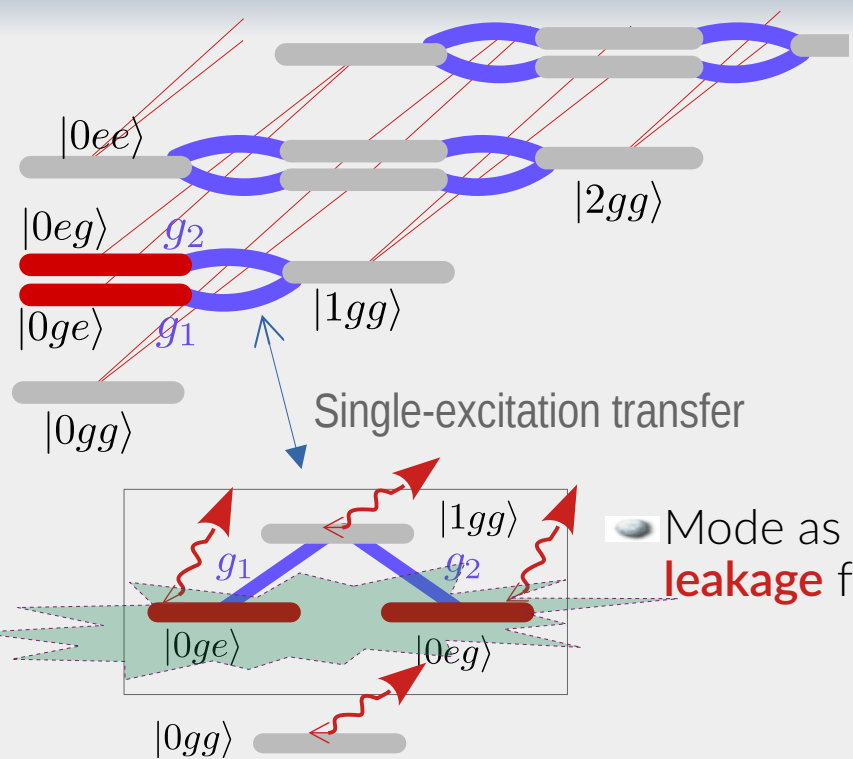 |0ee⟩
|0eg⟩ g₂
|2gg⟩
|0ge⟩ g₁
|1gg⟩
|0gg⟩
Single-excitation transfer
|1gg⟩
g₁ g₂
|0ge⟩ |0eg⟩
|0gg⟩
Mode as
leakage f